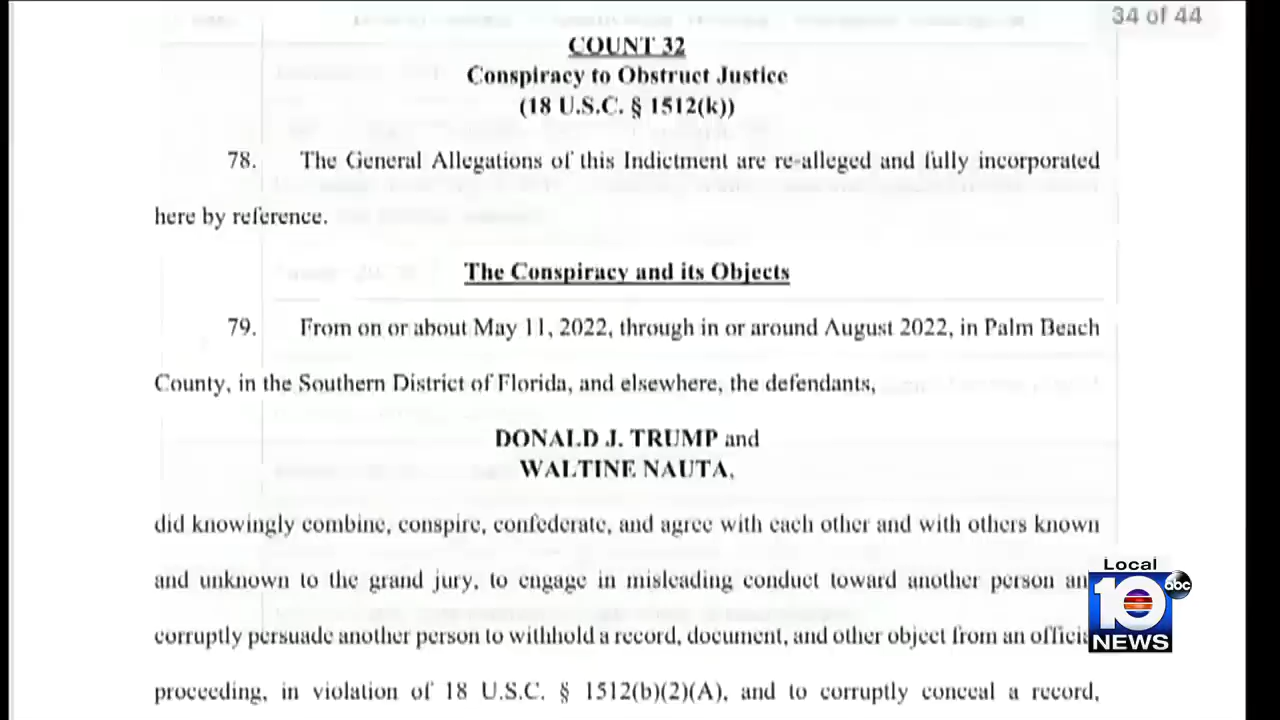 34 of 44
COUNT 32
Conspiracy to Obstruct Justice
(18 U.S.C. § 1512(k))
78. The General Allegations of this Indictment are re-alleged and fully incorporated
here by reference.
The Conspiracy and its Objects
79. From on or about May 11, 2022, through in or around August 2022, in Palm Beach
County, in the Southern District of Florida, and elsewhere, the defendants,
DONALD J. TRUMP and
WALTINE NAUTA,
did knowingly combine, conspire, confederate, and agree with each other and with others known
and unknown to the grand jury, to engage in misleading conduct toward another person an
corruptly persuade another person to withhold a record, document, and other object from an offici
proceeding, in violation of 18 U.S.C. § 1512(b)(2)(A), and to corruptly conceal a record,
Local
10
abc
NEWS